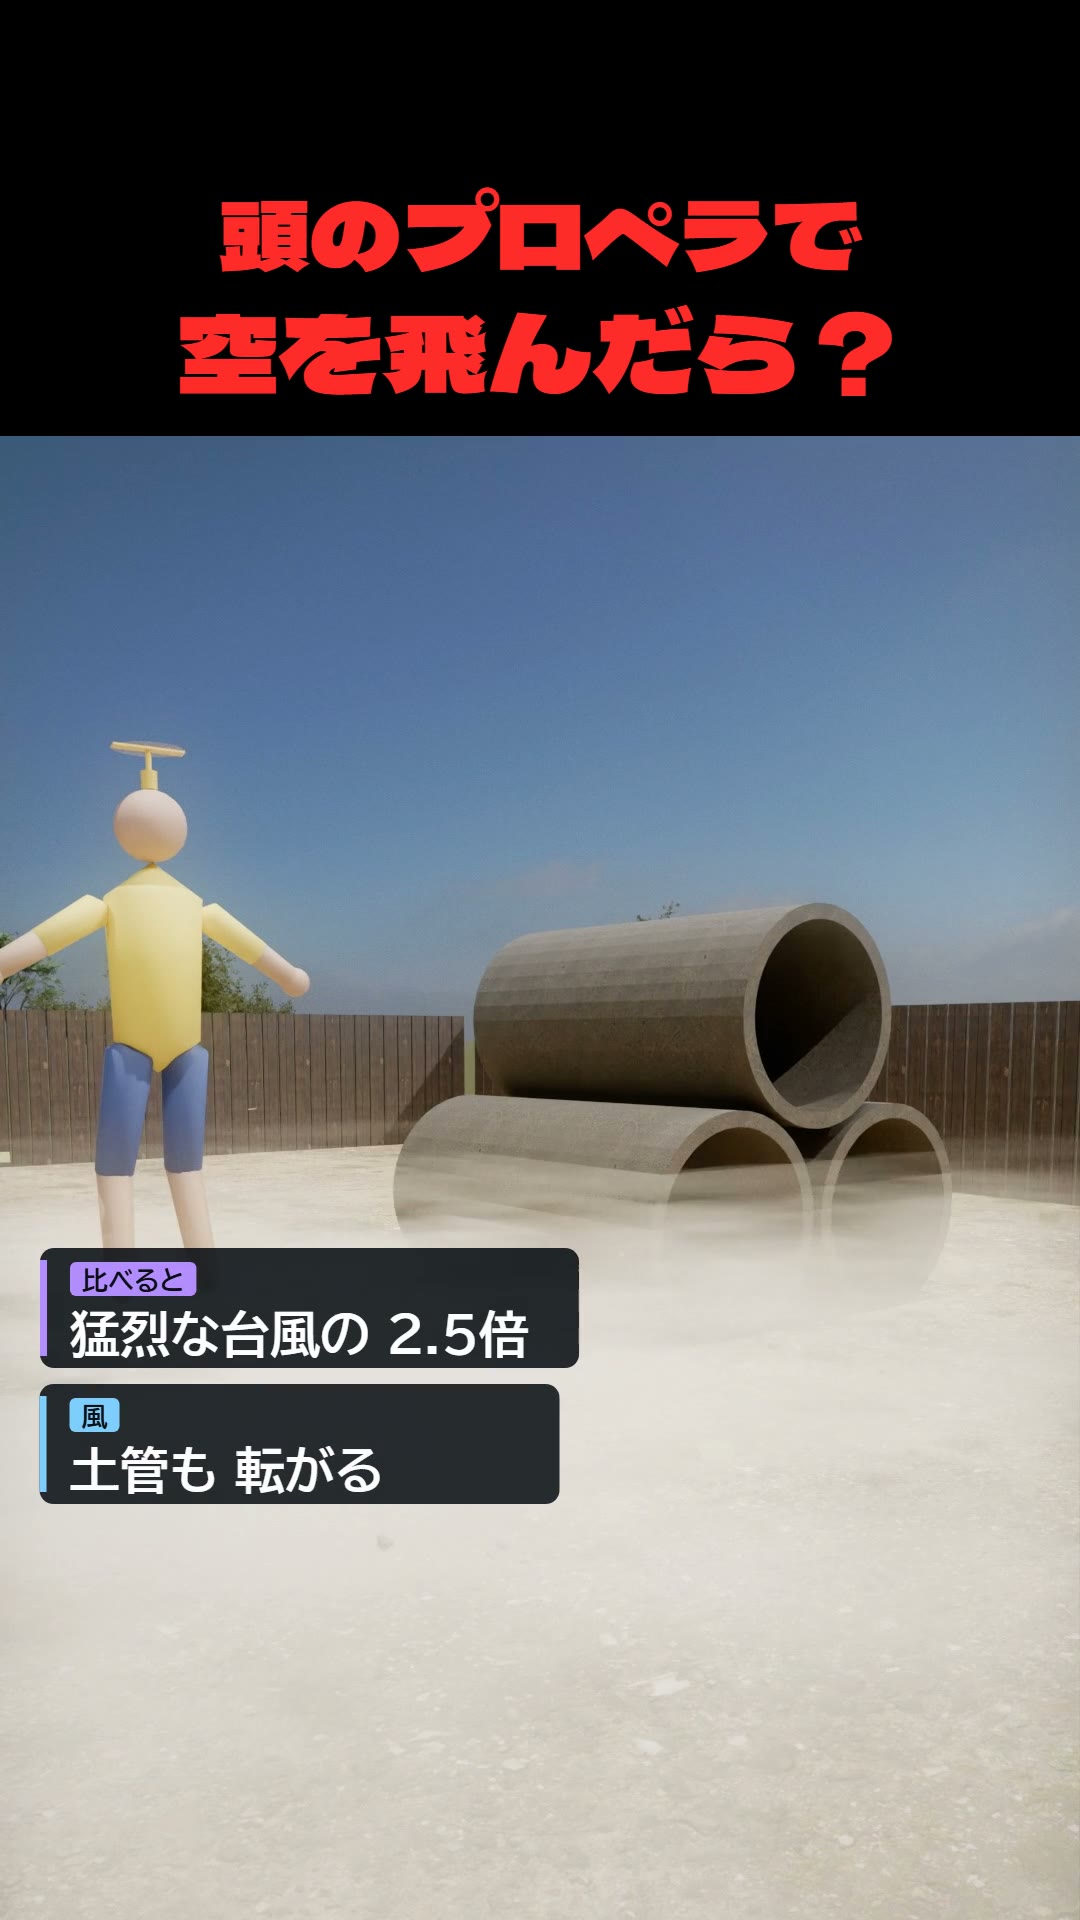 頭のプロペラで
空を飛んだら？
比べると
猛烈な台風の 2.5倍
風
土管も 転がる